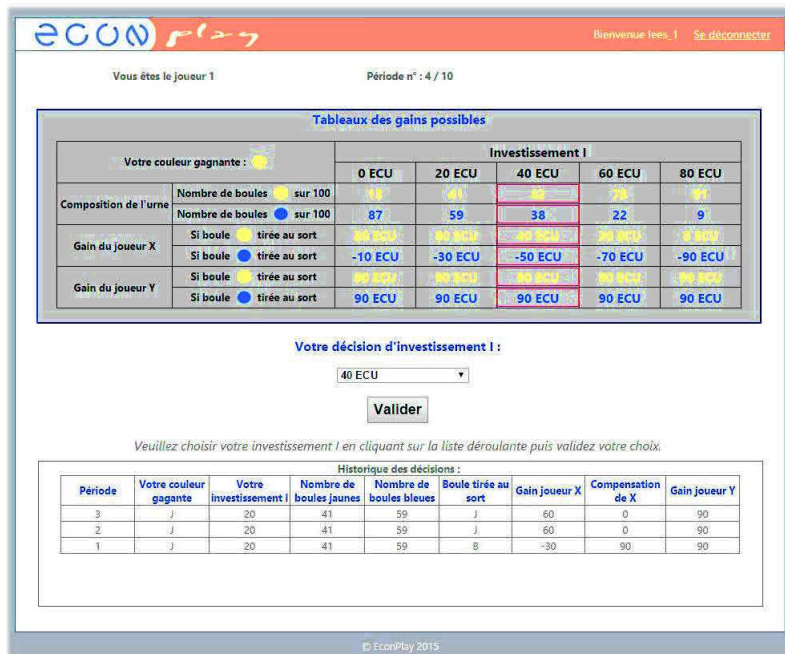 econ play
Bienvenue lees_1 Se déconnecter
Vous êtes le joueur 1 Période n° : 4 / 10
Tableaux des gains possibles
Votre couleur gagnante : Investissement I
0 ECU 20 ECU 40 ECU 60 ECU 80 ECU
Composition de l'urne Nombre de boules sur 100 41
Nombre de boules sur 100 87 59 38 22 9
Gain du joueur X Si boule tirée au sort
Si boule tirée au sort -10 ECU -30 ECU -50 ECU -70 ECU -90 ECU
Gain du joueur Y Si boule tirée au sort
Si boule tirée au sort 90 ECU 90 ECU 90 ECU 90 ECU 90 ECU
Votre décision d'investissement I :
40 ECU
Valider
Veuillez choisir votre investissement I en cliquant sur la liste déroulante puis validez votre choix.
Historique des décisions :
Période Votre couleur gagante Votre investissement I Nombre de boules jaunes Nombre de boules bleues Boule tirée au sort Gain joueur X Compensation de X Gain joueur Y
3 J 20 41 59 J 60 0 90
2 J 20 41 59 J 60 0 90
1 J 20 41 59 B -30 90 90
© EconPlay 2015